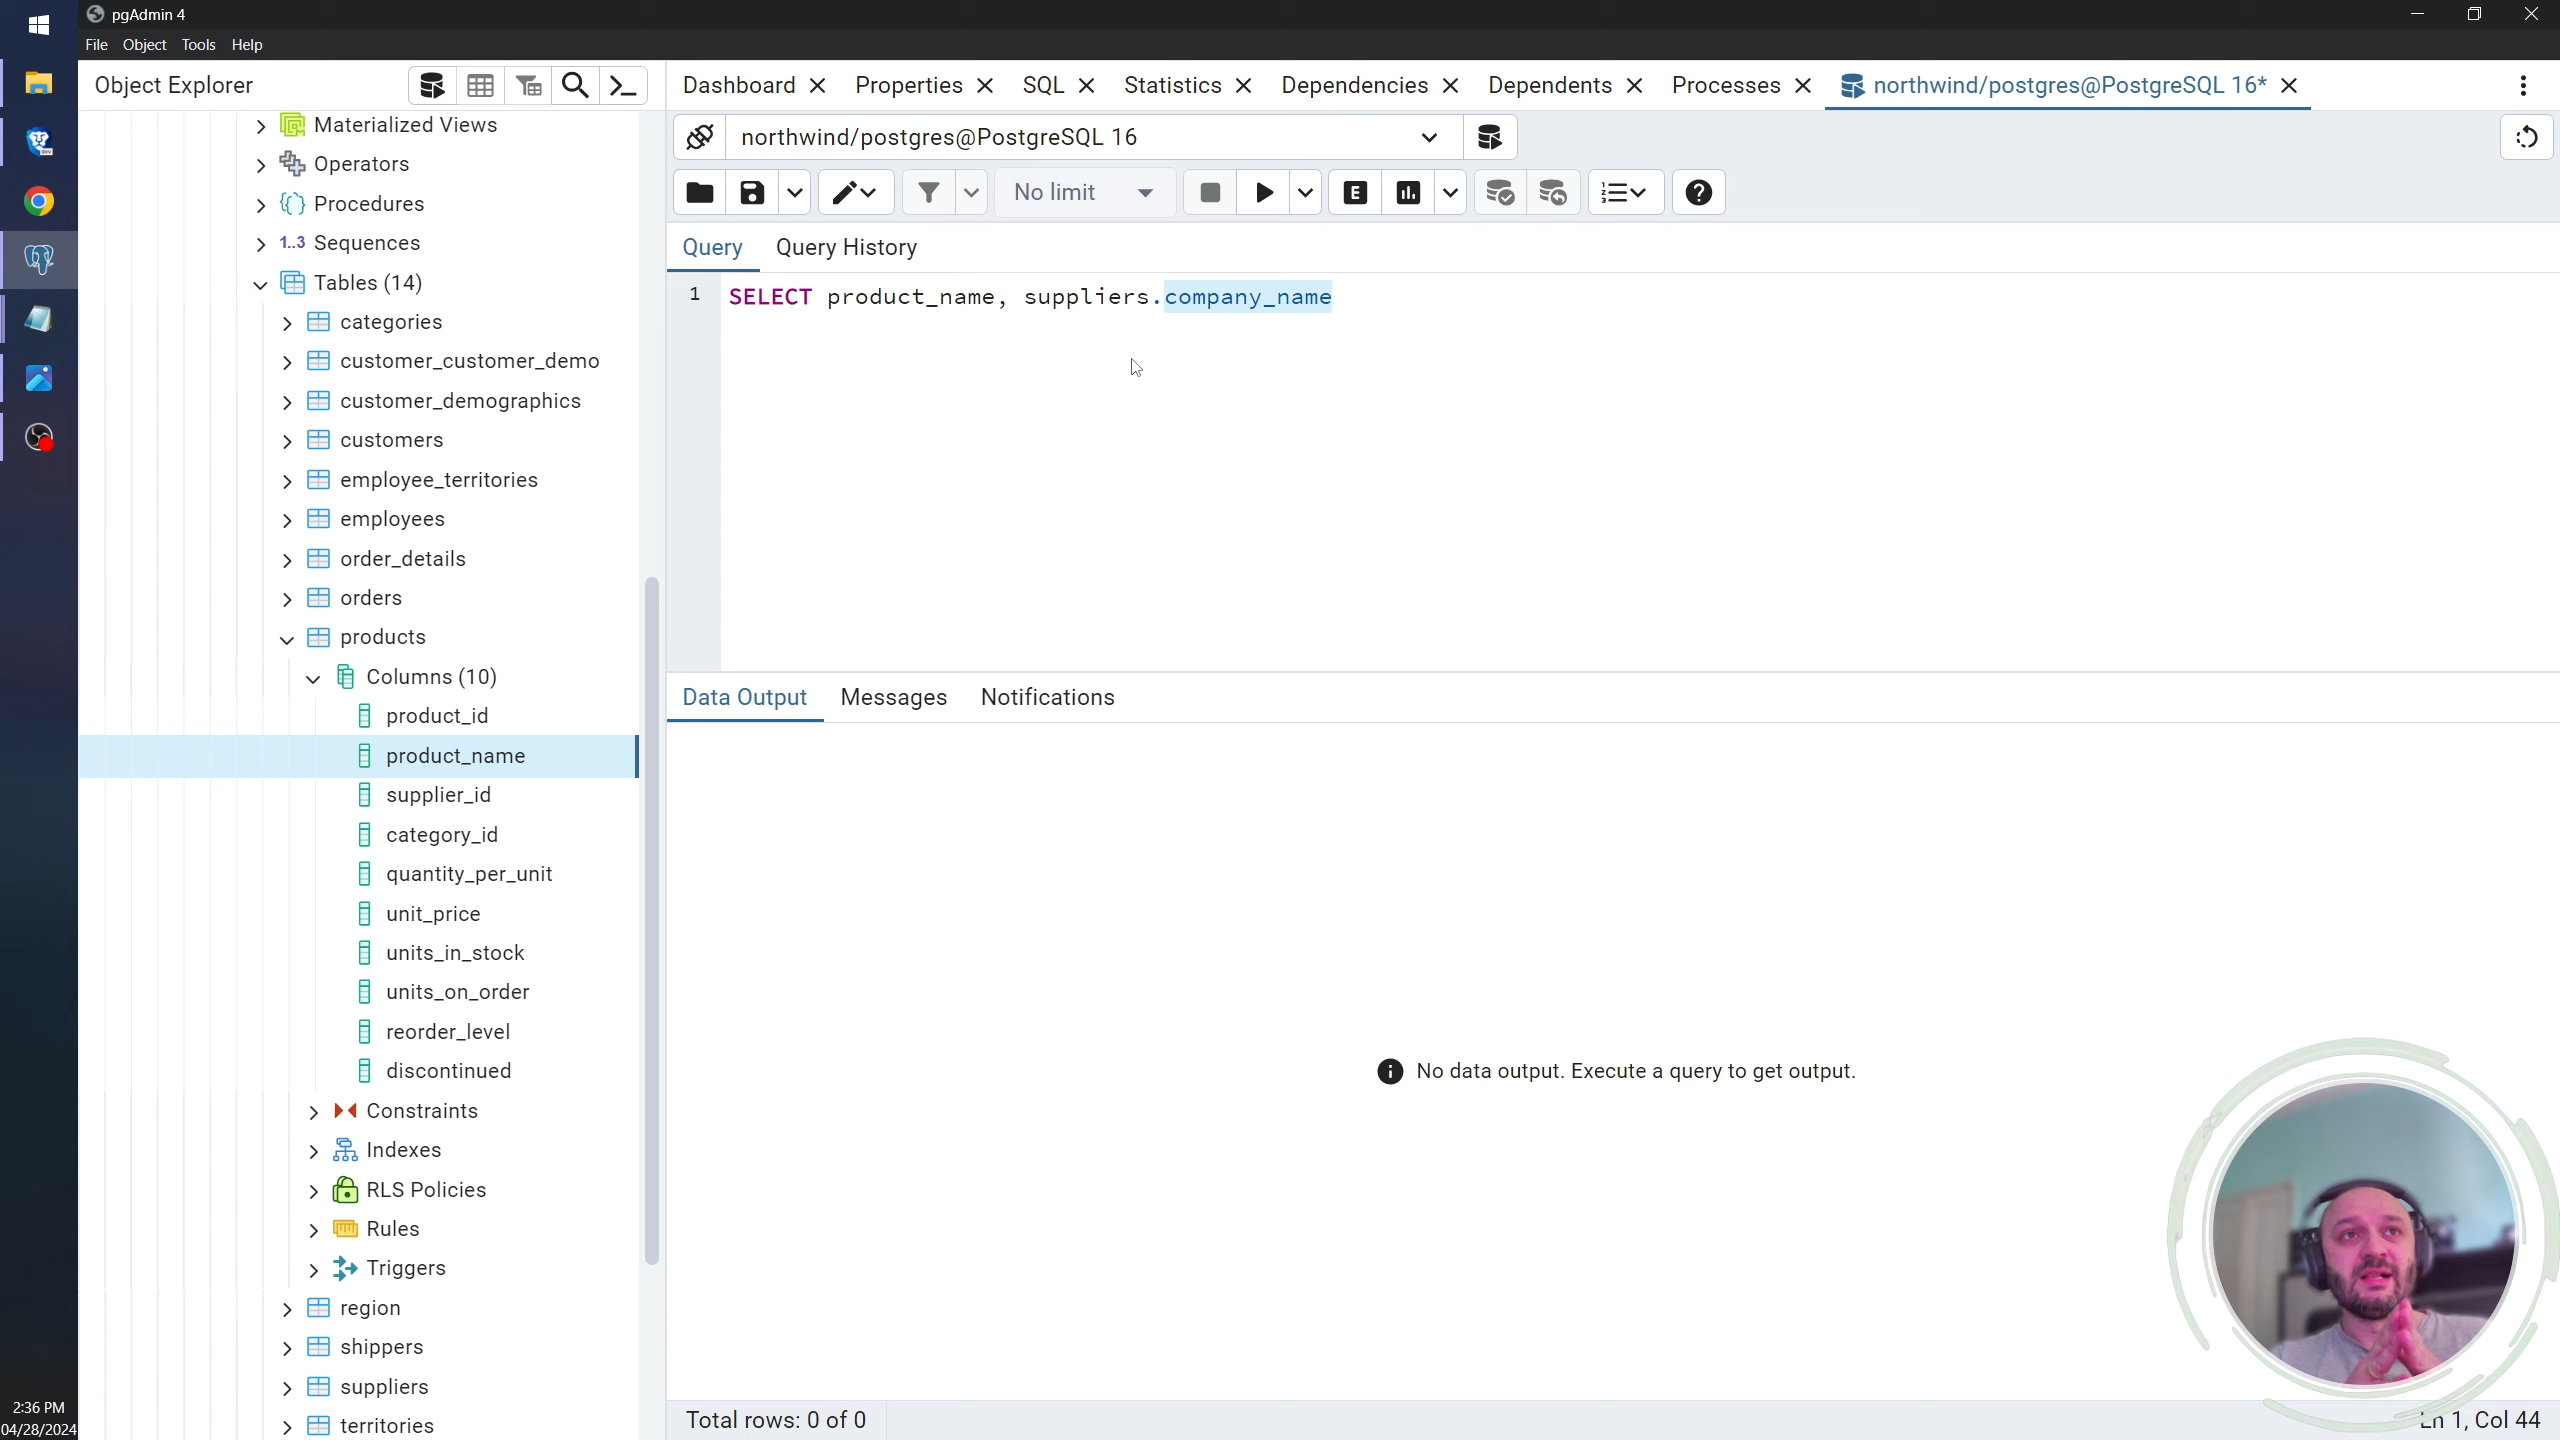 pgAdmin 4
File Object Tools Help
Object Explorer
Dashboard Properties SQL Statistics Dependencies Dependents Processes northwind/postgres@PostgreSQL 16*
northwind/postgres@PostgreSQL 16
No limit
E
Query Query History
1 SELECT product_name, suppliers.company_name
Materialized Views
Operators
Procedures
1..3 Sequences
Tables (14)
categories
customer_customer_demo
customer_demographics
customers
employee_territories
employees
order_details
orders
products
Columns (10)
product_id
product_name
supplier_id
category_id
quantity_per_unit
unit_price
units_in_stock
units_on_order
reorder_level
discontinued
Constraints
Indexes
RLS Policies
Rules
Triggers
region
shippers
suppliers
territories
Data Output Messages Notifications
No data output. Execute a query to get output.
Total rows: 0 of 0
Ln 1, Col 44
2:36 PM
04/28/2024